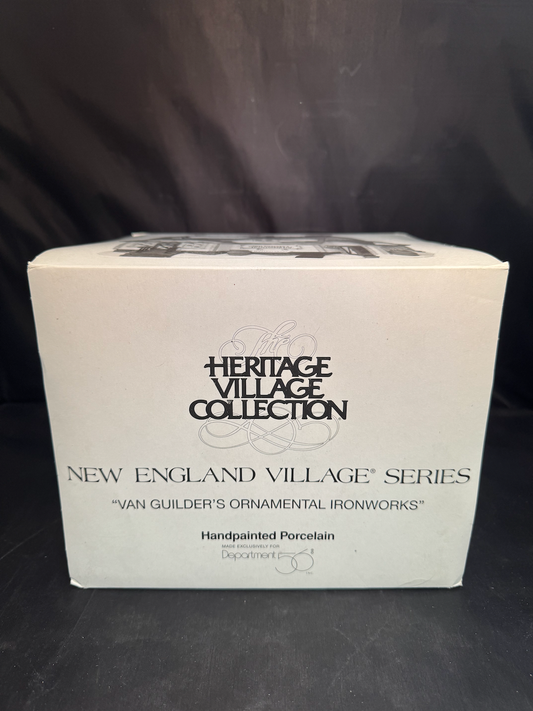 The
HERITAGE
VILLAGE
COLLECTION
NEW ENGLAND VILLAGE® SERIES
"VAN GUILDER'S ORNAMENTAL IRONWORKS"
Handpainted Porcelain
MADE EXCLUSIVELY FOR
Department 56